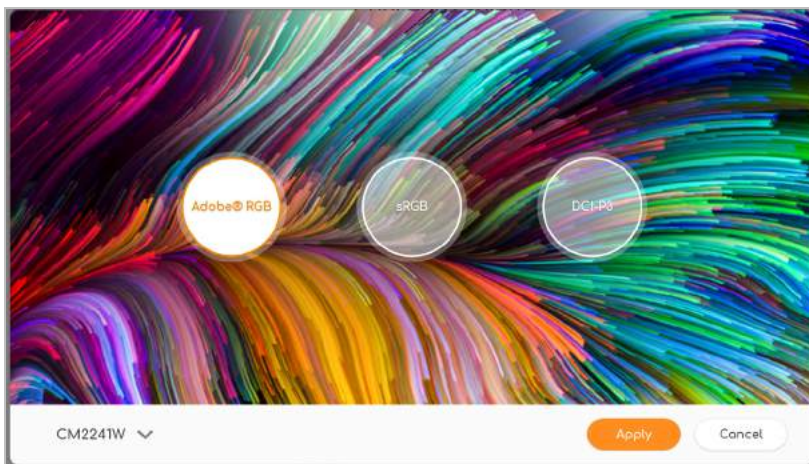 Adobe® RGB
sRGB
DCI-P3
CM2241W
Apply
Cancel